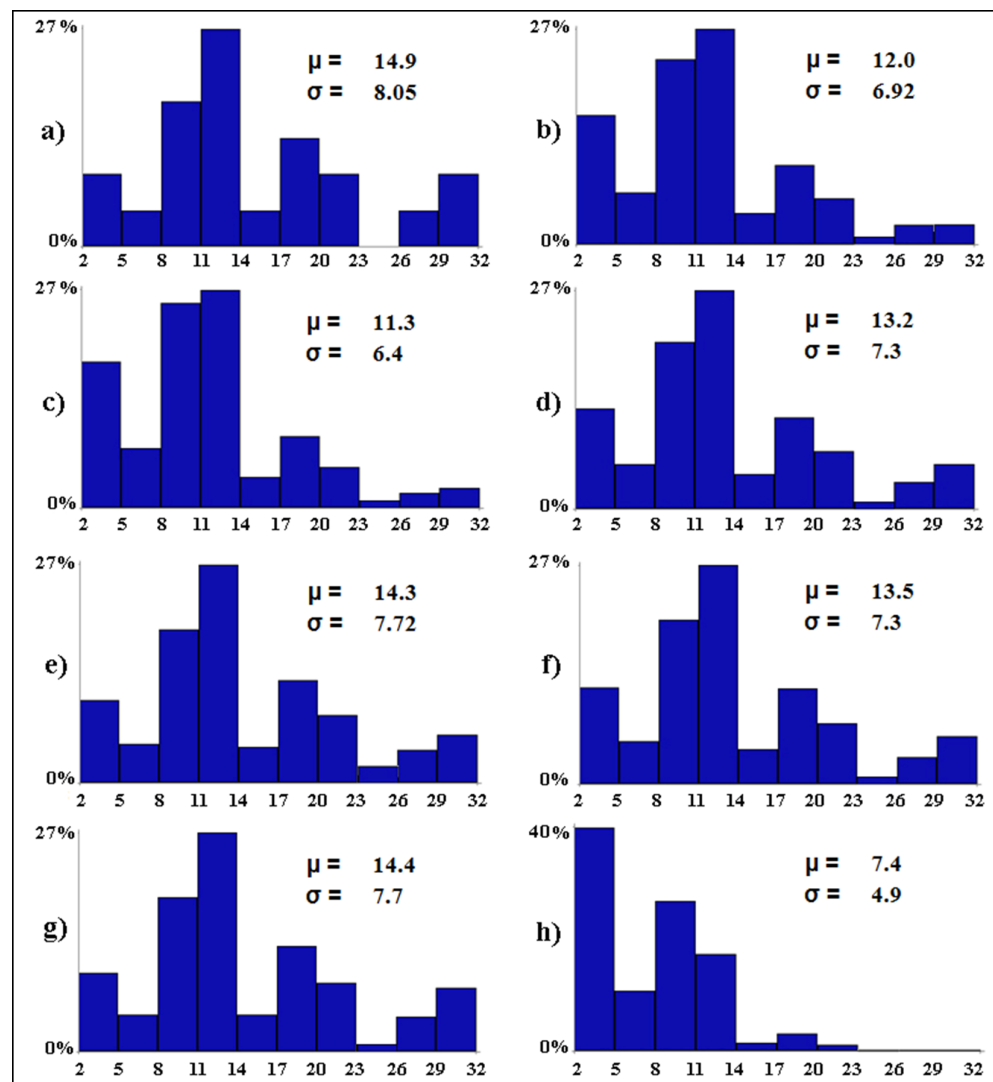 27%
μ = 14.9
σ = 8.05
a)
0%
2 5 8 11 14 17 20 23 26 29 32
27%
μ = 12.0
σ = 6.92
b)
0%
2 5 8 11 14 17 20 23 26 29 32
27%
μ = 11.3
σ = 6.4
c)
0%
2 5 8 11 14 17 20 23 26 29 32
27%
μ = 13.2
σ = 7.3
d)
0%
2 5 8 11 14 17 20 23 26 29 32
27%
μ = 14.3
σ = 7.72
e)
0%
2 5 8 11 14 17 20 23 26 29 32
27%
μ = 13.5
σ = 7.3
f)
0%
2 5 8 11 14 17 20 23 26 29 32
27%
μ = 14.4
σ = 7.7
g)
0%
2 5 8 11 14 17 20 23 26 29 32
40%
μ = 7.4
σ = 4.9
h)
0%
2 5 8 11 14 17 20 23 26 29 32